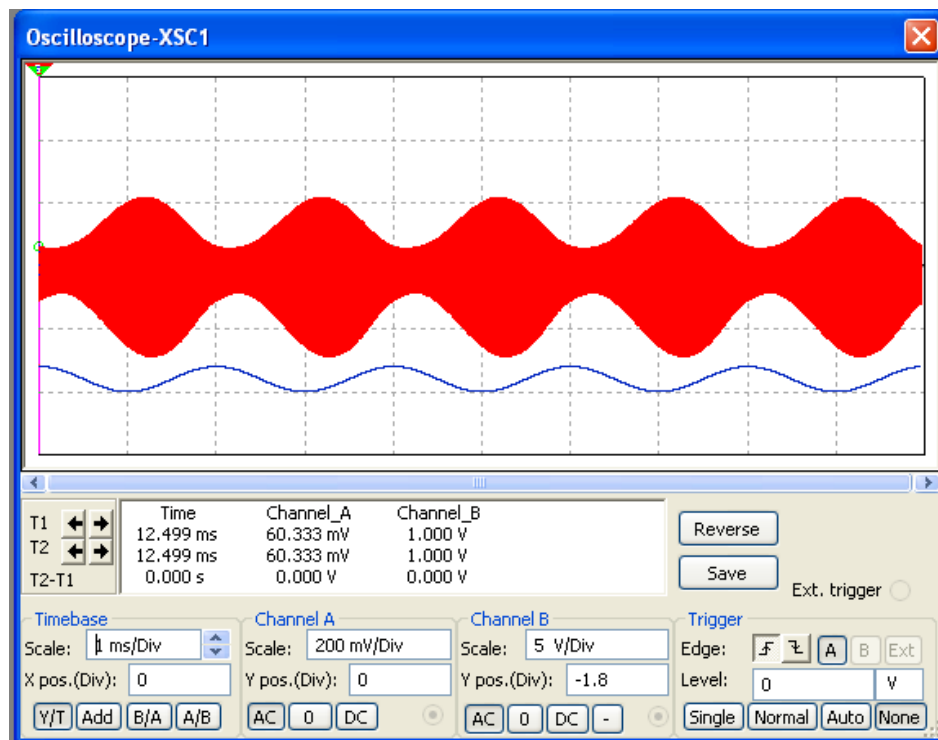 Oscilloscope-XSC1
Time Channel_A Channel_B
T1 12.499 ms 60.333 mV 1.000 V
T2 12.499 ms 60.333 mV 1.000 V
T2-T1 0.000 s 0.000 V 0.000 V
Reverse
Save
Ext. trigger
Timebase
Scale: 1 ms/Div
X pos.(Div): 0
Y/T Add B/A A/B
Channel A
Scale: 200 mV/Div
Y pos.(Div): 0
AC 0 DC
Channel B
Scale: 5 V/Div
Y pos.(Div): -1.8
AC 0 DC -
Trigger
Edge: A B Ext
Level: 0 V
Single Normal Auto None